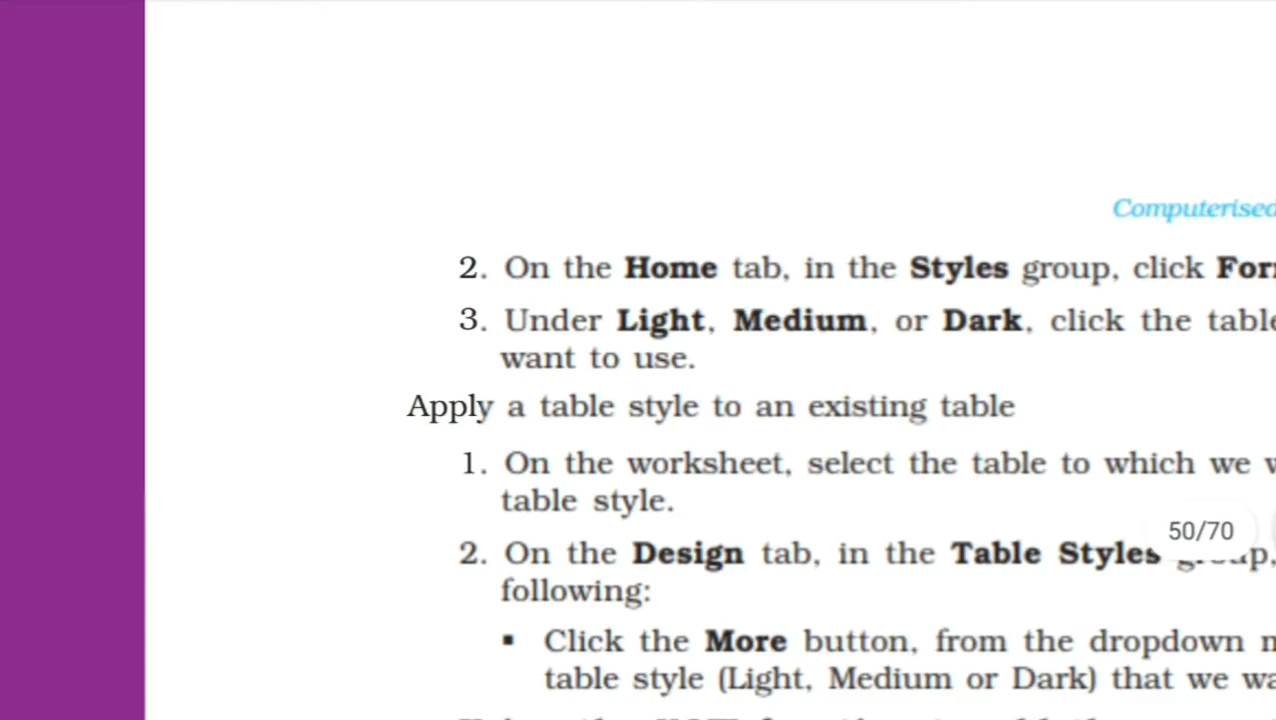 Computerised
2. On the Home tab, in the Styles group, click
3. Under Light, Medium, or Dark, click the table
want to use.
Apply a table style to an existing table
1. On the worksheet, select the table to which we
table style.
50/70
2. On the Design tab, in the Table Styles
following:
▪ Click the More button, from the dropdown
table style (Light, Medium or Dark) that we